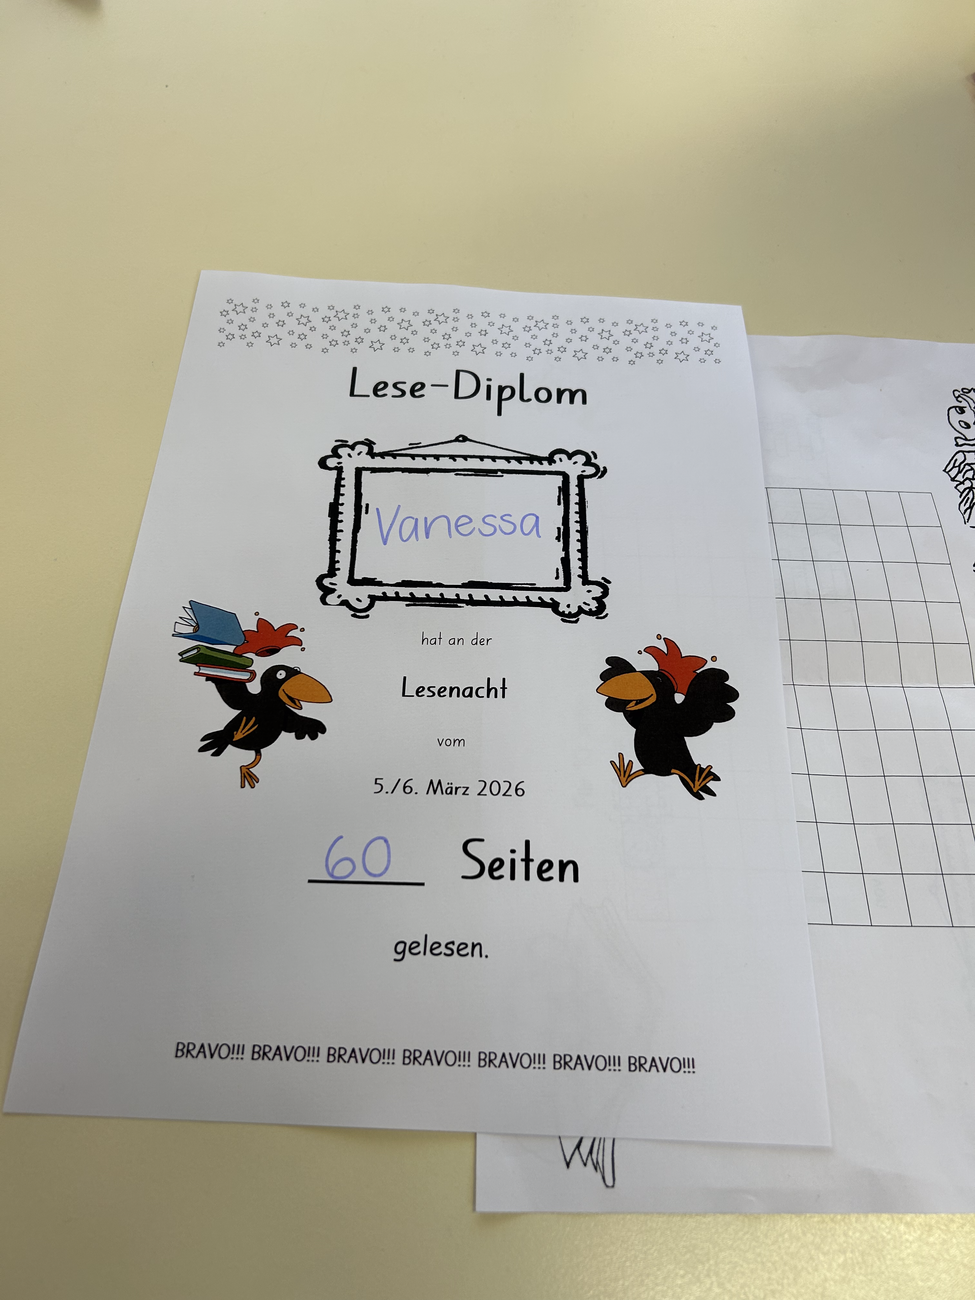 Lese-Diplom
Vanessa
hat an der
Lesenacht
vom
5./6. März 2026
60 Seiten
gelesen.
BRAVO!!! BRAVO!!! BRAVO!!! BRAVO!!! BRAVO!!! BRAVO!!! BRAVO!!!